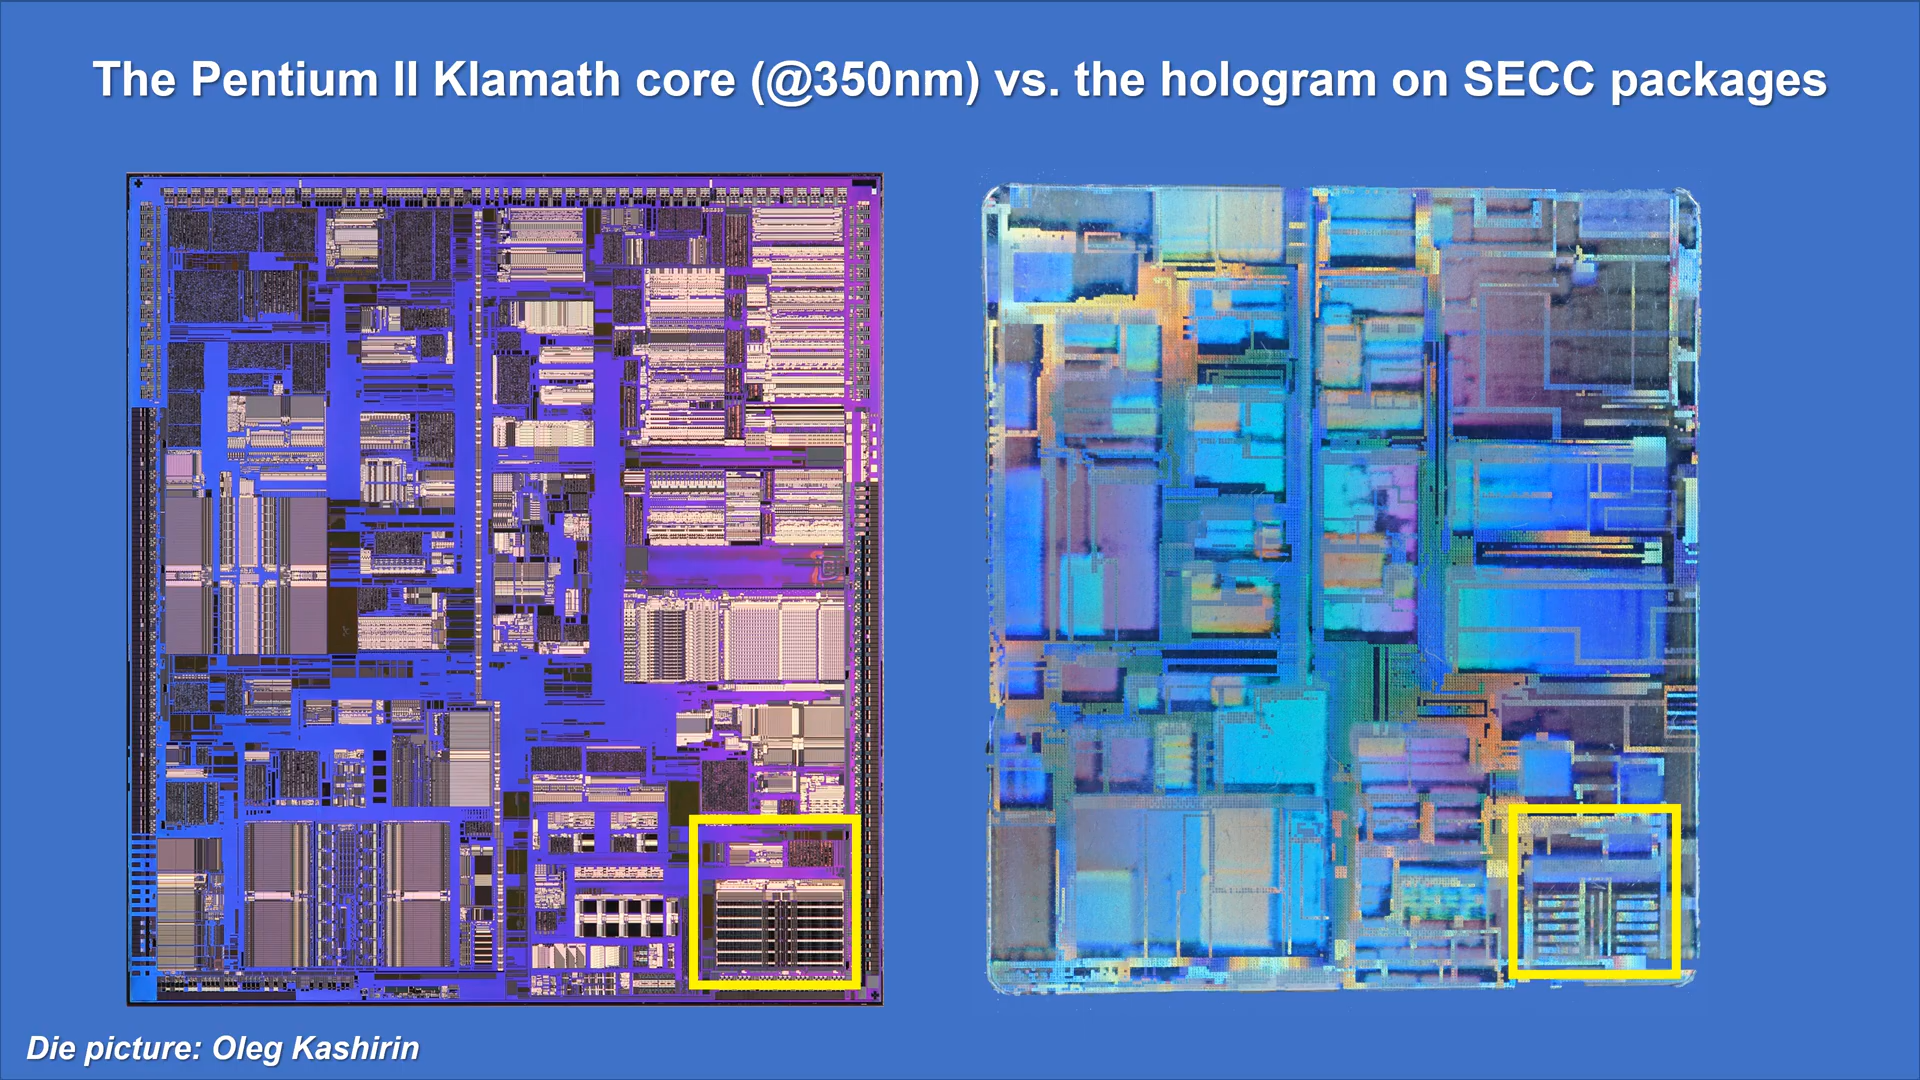 The Pentium II Klamath core (@350nm) vs. the hologram on SECC packages
Die picture: Oleg Kashirin